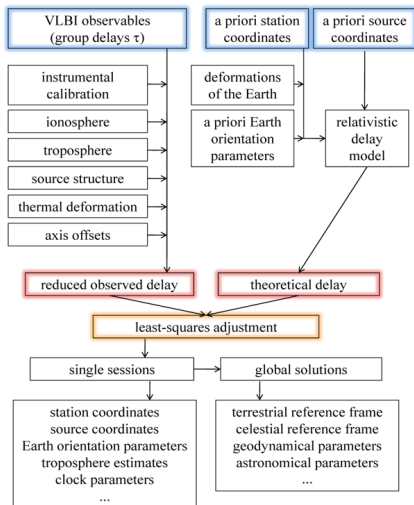 VLBI observables
(group delays τ)
a priori station
coordinates
a priori source
coordinates
instrumental
calibration
ionosphere
troposphere
source structure
thermal deformation
axis offsets
deformations
of the Earth
a priori Earth
orientation
parameters
relativistic
delay
model
reduced observed delay
theoretical delay
least-squares adjustment
single sessions
global solutions
station coordinates
source coordinates
Earth orientation parameters
troposphere estimates
clock parameters
...
terrestrial reference frame
celestial reference frame
geodynamical parameters
astronomical parameters
...